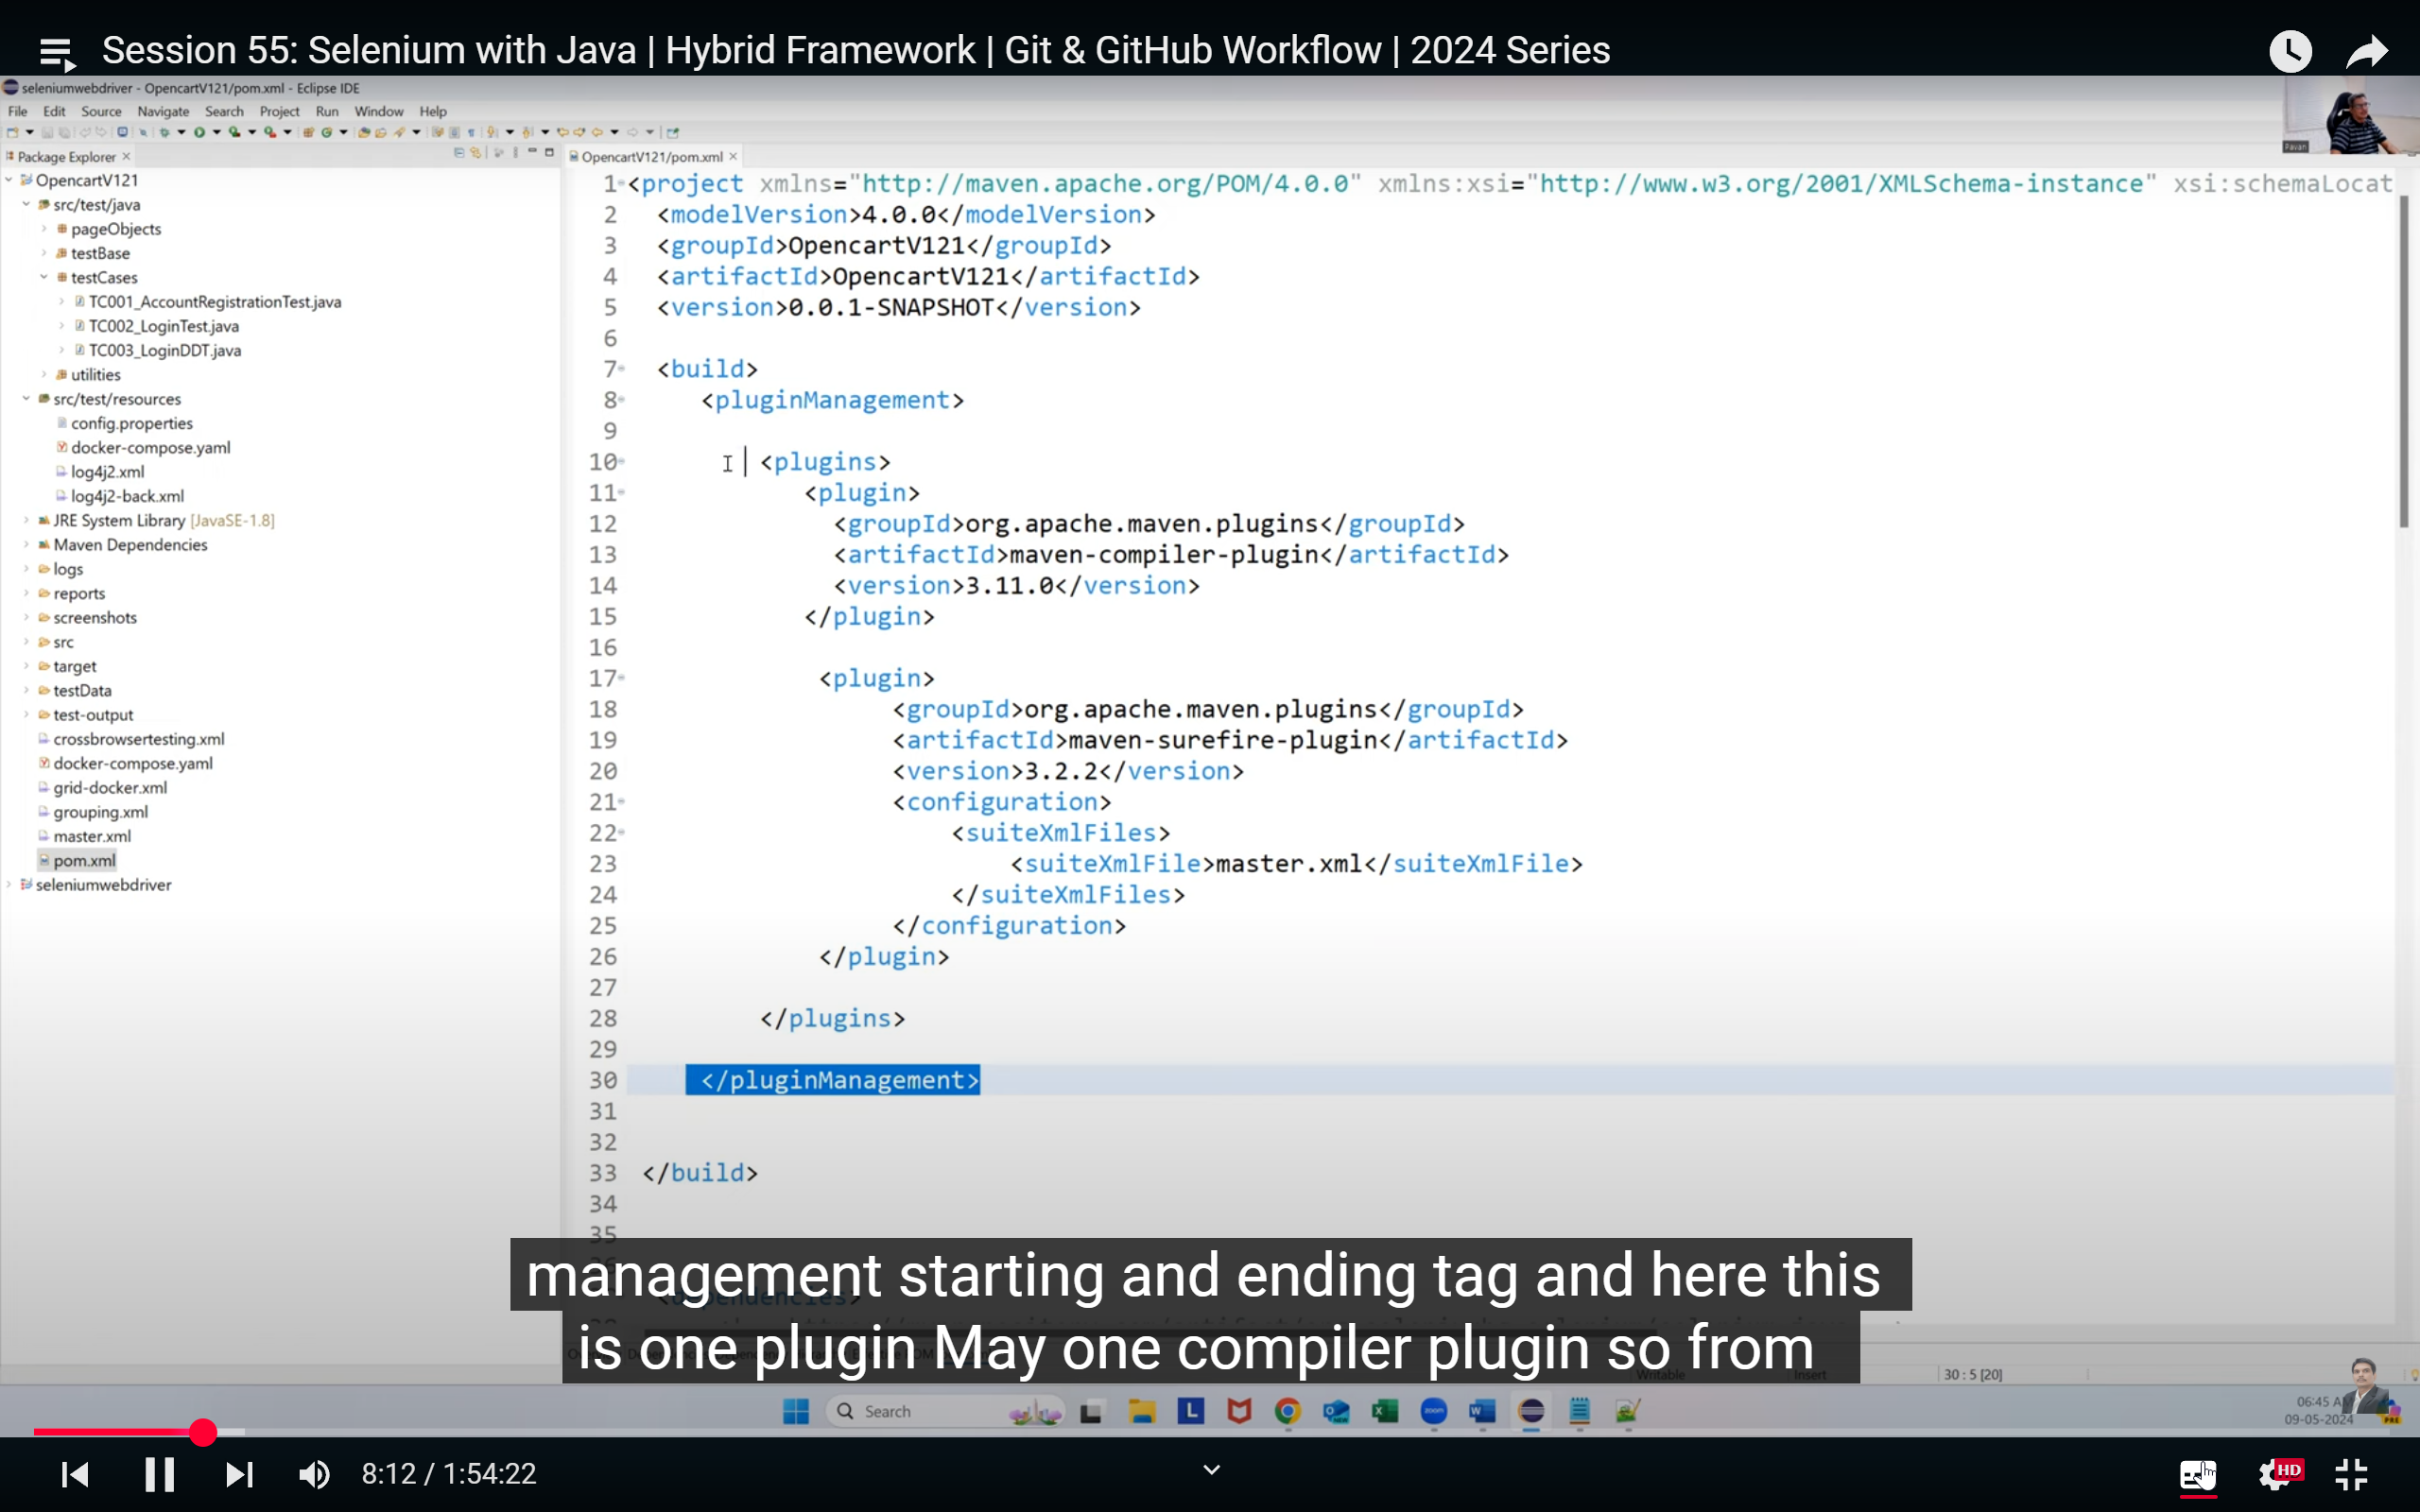 Session 55: Selenium with Java | Hybrid Framework | Git & GitHub Workflow | 2024 Series
seleniumwebdriver - OpencartV121/pom.xml - Eclipse IDE
File Edit Source Navigate Search Project Run Window Help
Pavan
Package Explorer
OpencartV121
src/test/java
pageObjects
testBase
testCases
TC001_AccountRegistrationTest.java
TC002_LoginTest.java
TC003_LoginDDT.java
utilities
src/test/resources
config.properties
docker-compose.yaml
log4j2.xml
log4j2-back.xml
JRE System Library [JavaSE-1.8]
Maven Dependencies
logs
reports
screenshots
src
target
testData
test-output
crossbrowsertesting.xml
docker-compose.yaml
grid-docker.xml
grouping.xml
master.xml
pom.xml
seleniumwebdriver
OpencartV121/pom.xml
1 <project xmlns="http://maven.apache.org/POM/4.0.0" xmlns:xsi="http://www.w3.org/2001/XMLSchema-instance" xsi:schemaLocat
2 <modelVersion>4.0.0</modelVersion>
3 <groupId>OpencartV121</groupId>
4 <artifactId>OpencartV121</artifactId>
5 <version>0.0.1-SNAPSHOT</version>
6
7 <build>
8 <pluginManagement>
9
10 <plugins>
11 <plugin>
12 <groupId>org.apache.maven.plugins</groupId>
13 <artifactId>maven-compiler-plugin</artifactId>
14 <version>3.11.0</version>
15 </plugin>
16
17 <plugin>
18 <groupId>org.apache.maven.plugins</groupId>
19 <artifactId>maven-surefire-plugin</artifactId>
20 <version>3.2.2</version>
21 <configuration>
22 <suiteXmlFiles>
23 <suiteXmlFile>master.xml</suiteXmlFile>
24 </suiteXmlFiles>
25 </configuration>
26 </plugin>
27
28 </plugins>
29
30 </pluginManagement>
31
32
33 </build>
34
35
<dependencies>
management starting and ending tag and here this
is one plugin May one compiler plugin so from
Writable Insert 30 : 5 [20]
Search
06:45 A
09-05-2024
PRE
8:12 / 1:54:22
HD